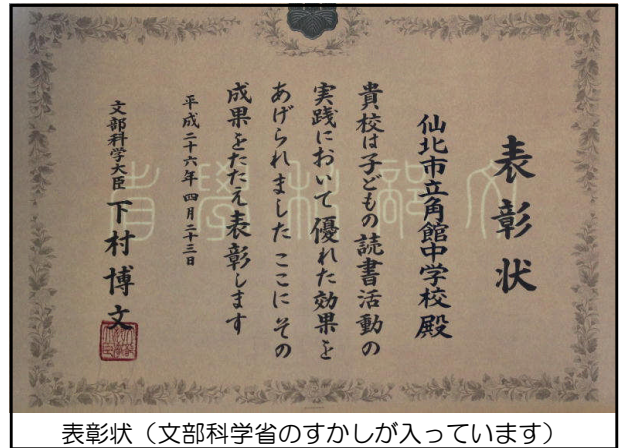 表彰状
仙北市立角館中学校殿
貴校は子どもの読書活動の
実践において優れた効果を
あげられました ここに その
成果をたたえ表彰します
平成二十六年四月二十三日
文部科学大臣 下村博文
文部科学省
表彰状（文部科学省のすかしが入っています）